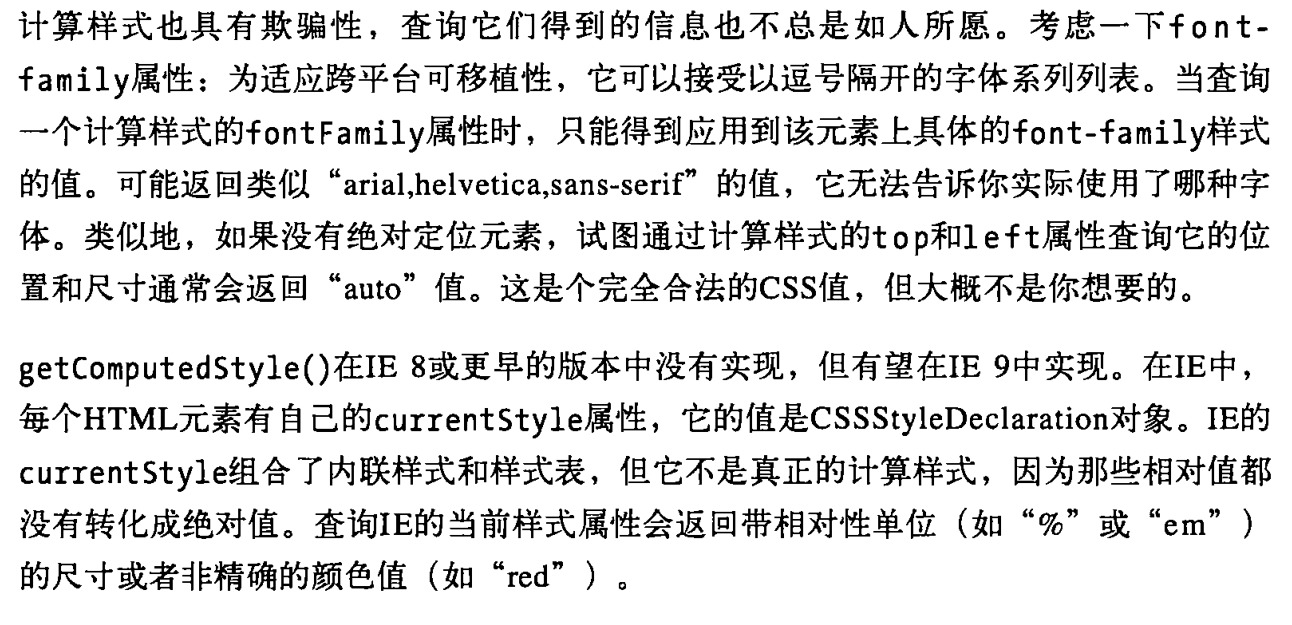 计算样式也具有欺骗性，查询它们得到的信息也不总是如人所愿。考虑一下font-
family属性：为适应跨平台可移植性，它可以接受以逗号隔开的字体系列列表。当查询
一个计算样式的fontFamily属性时，只能得到应用到该元素上具体的font-family样式
的值。可能返回类似“arial,helvetica,sans-serif”的值，它无法告诉你实际使用了哪种字
体。类似地，如果没有绝对定位元素，试图通过计算样式的top和left属性查询它的位
置和尺寸通常会返回“auto”值。这是个完全合法的CSS值，但大概不是你想要的。
getComputedStyle()在IE 8或更早的版本中没有实现，但有望在IE 9中实现。在IE中，
每个HTML元素有自己的currentStyle属性，它的值是CSSStyleDeclaration对象。IE的
currentStyle组合了内联样式和样式表，但它不是真正的计算样式，因为那些相对值都
没有转化成绝对值。查询IE的当前样式属性会返回带相对性单位（如“%”或“em”）
的尺寸或者非精确的颜色值（如“red”）。